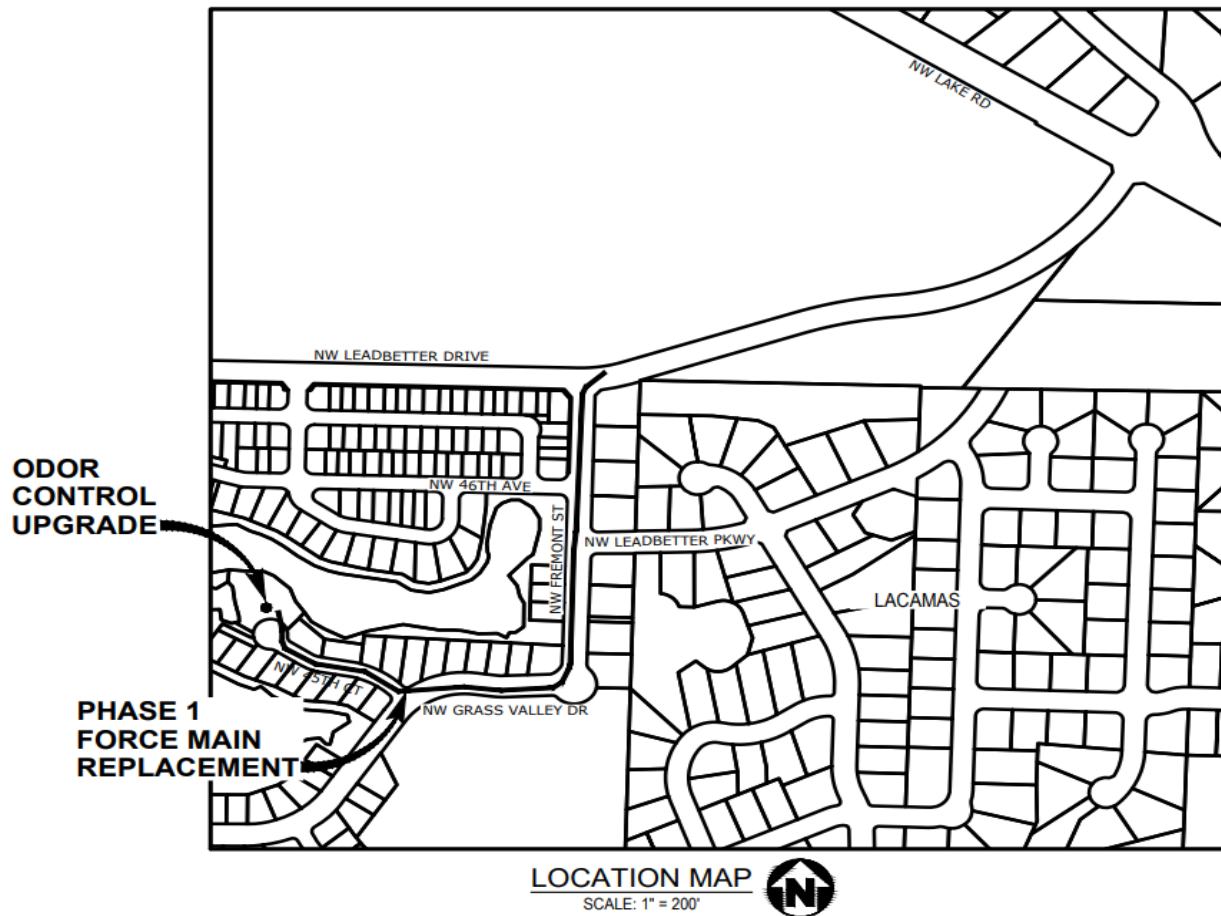 NW LAKE RD
NW LEADBETTER DRIVE
ODOR
CONTROL
UPGRADE
NW 46TH AVE
NW FREMONT ST
NW LEADBETTER PKWY
LACAMAS
NW 45TH CT
PHASE 1
FORCE MAIN
REPLACEMENT
NW GRASS VALLEY DR
LOCATION MAP
SCALE: 1" = 200'
N